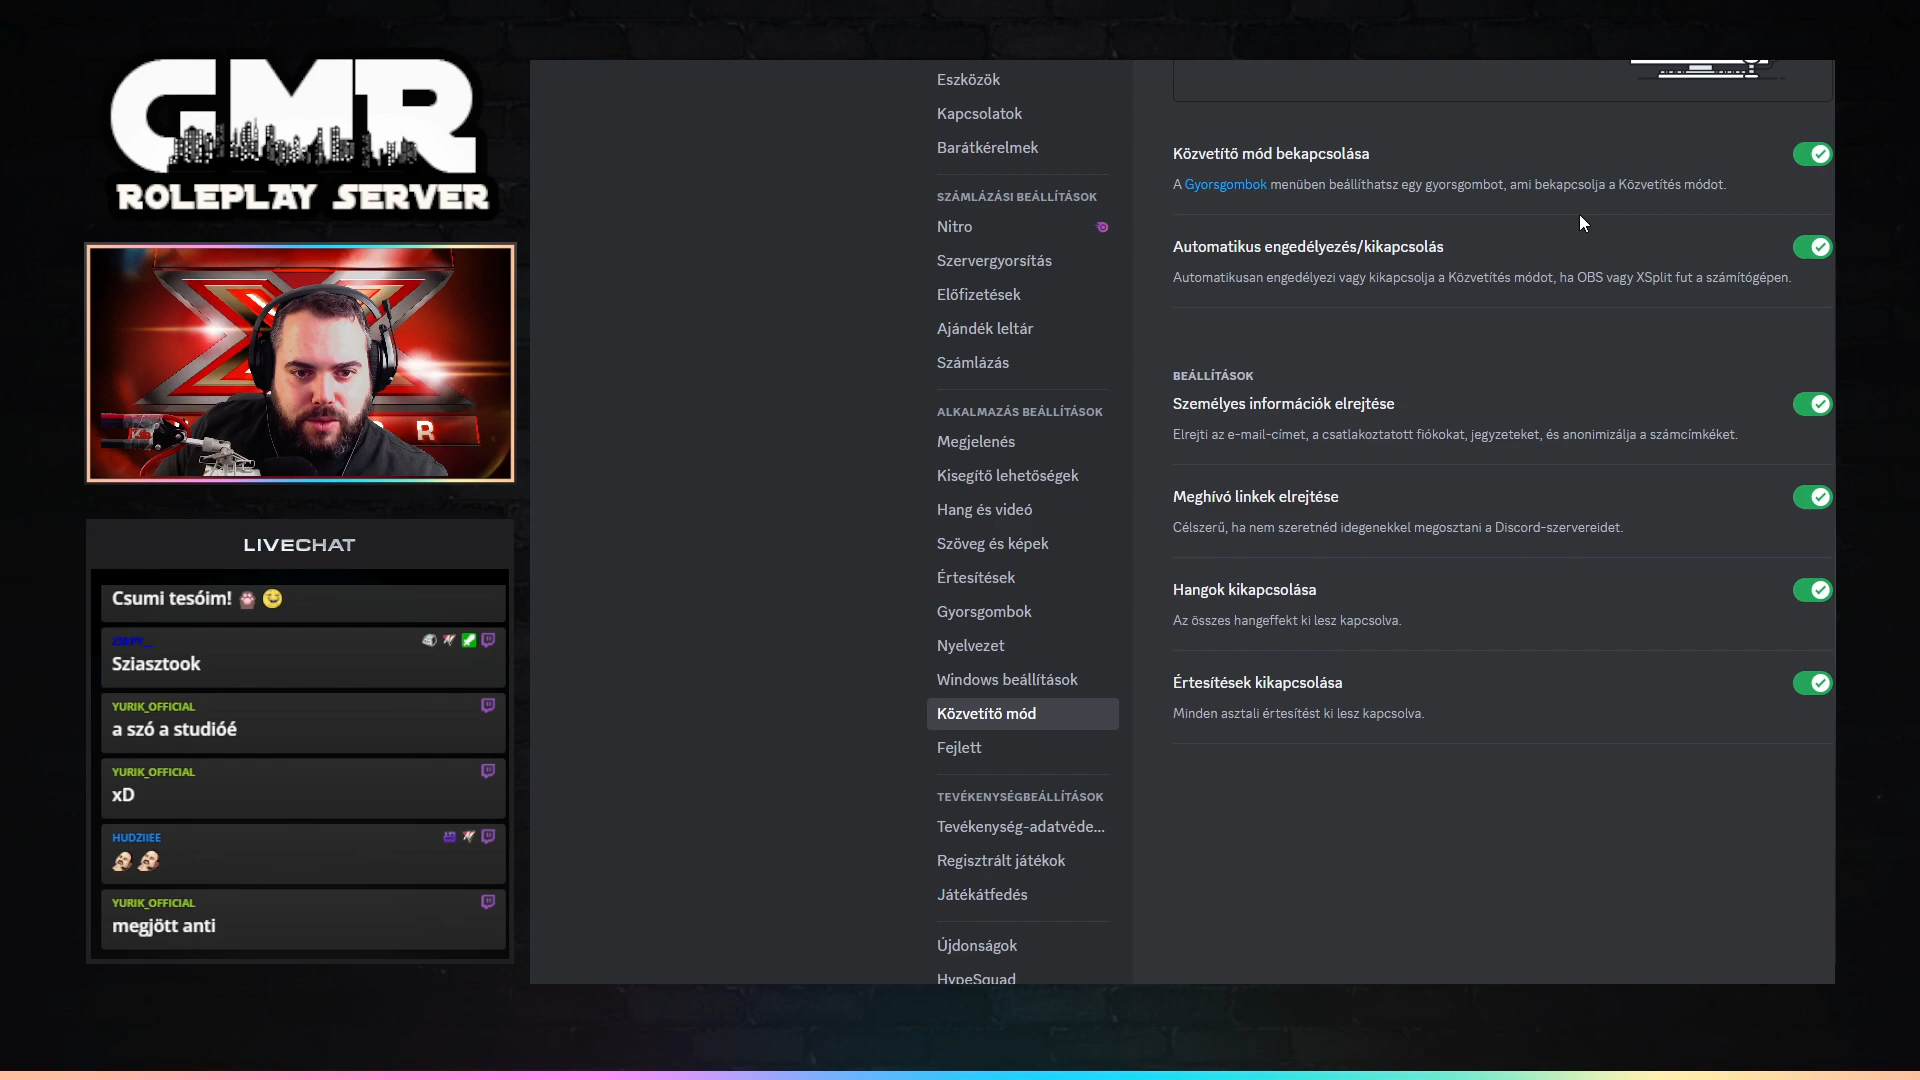 GMR
ROLEPLAY SERVER
R
LIVECHAT
Csumi tesóim!
Sziasztook
YURIK_OFFICIAL
a szó a studióé
YURIK_OFFICIAL
xD
HUDZIIEE
YURIK_OFFICIAL
megjött anti
Eszközök
Kapcsolatok
Barátkérelmek
SZÁMLÁZÁSI BEÁLLÍTÁSOK
Nitro
Szervergyorsítás
Előfizetések
Ajándék leltár
Számlázás
ALKALMAZÁS BEÁLLÍTÁSOK
Megjelenés
Kisegítő lehetőségek
Hang és videó
Szöveg és képek
Értesítések
Gyorsgombok
Nyelvezet
Windows beállítások
Közvetítő mód
Fejlett
TEVÉKENYSÉGBEÁLLÍTÁSOK
Tevékenység-adatvéde...
Regisztrált játékok
Játékátfedés
Újdonságok
HypeSquad
Közvetítő mód bekapcsolása
A Gyorsgombok menüben beállíthatsz egy gyorsgombot, ami bekapcsolja a Közvetítés módot.
Automatikus engedélyezés/kikapcsolás
Automatikusan engedélyezi vagy kikapcsolja a Közvetítés módot, ha OBS vagy XSplit fut a számítógépen.
BEÁLLÍTÁSOK
Személyes információk elrejtése
Elrejti az e-mail-címet, a csatlakoztatott fiókokat, jegyzeteket, és anonimizálja a számcímkéket.
Meghívó linkek elrejtése
Célszerű, ha nem szeretnéd idegenekkel megosztani a Discord-szervereidet.
Hangok kikapcsolása
Az összes hangeffekt ki lesz kapcsolva.
Értesítések kikapcsolása
Minden asztali értesítést ki lesz kapcsolva.